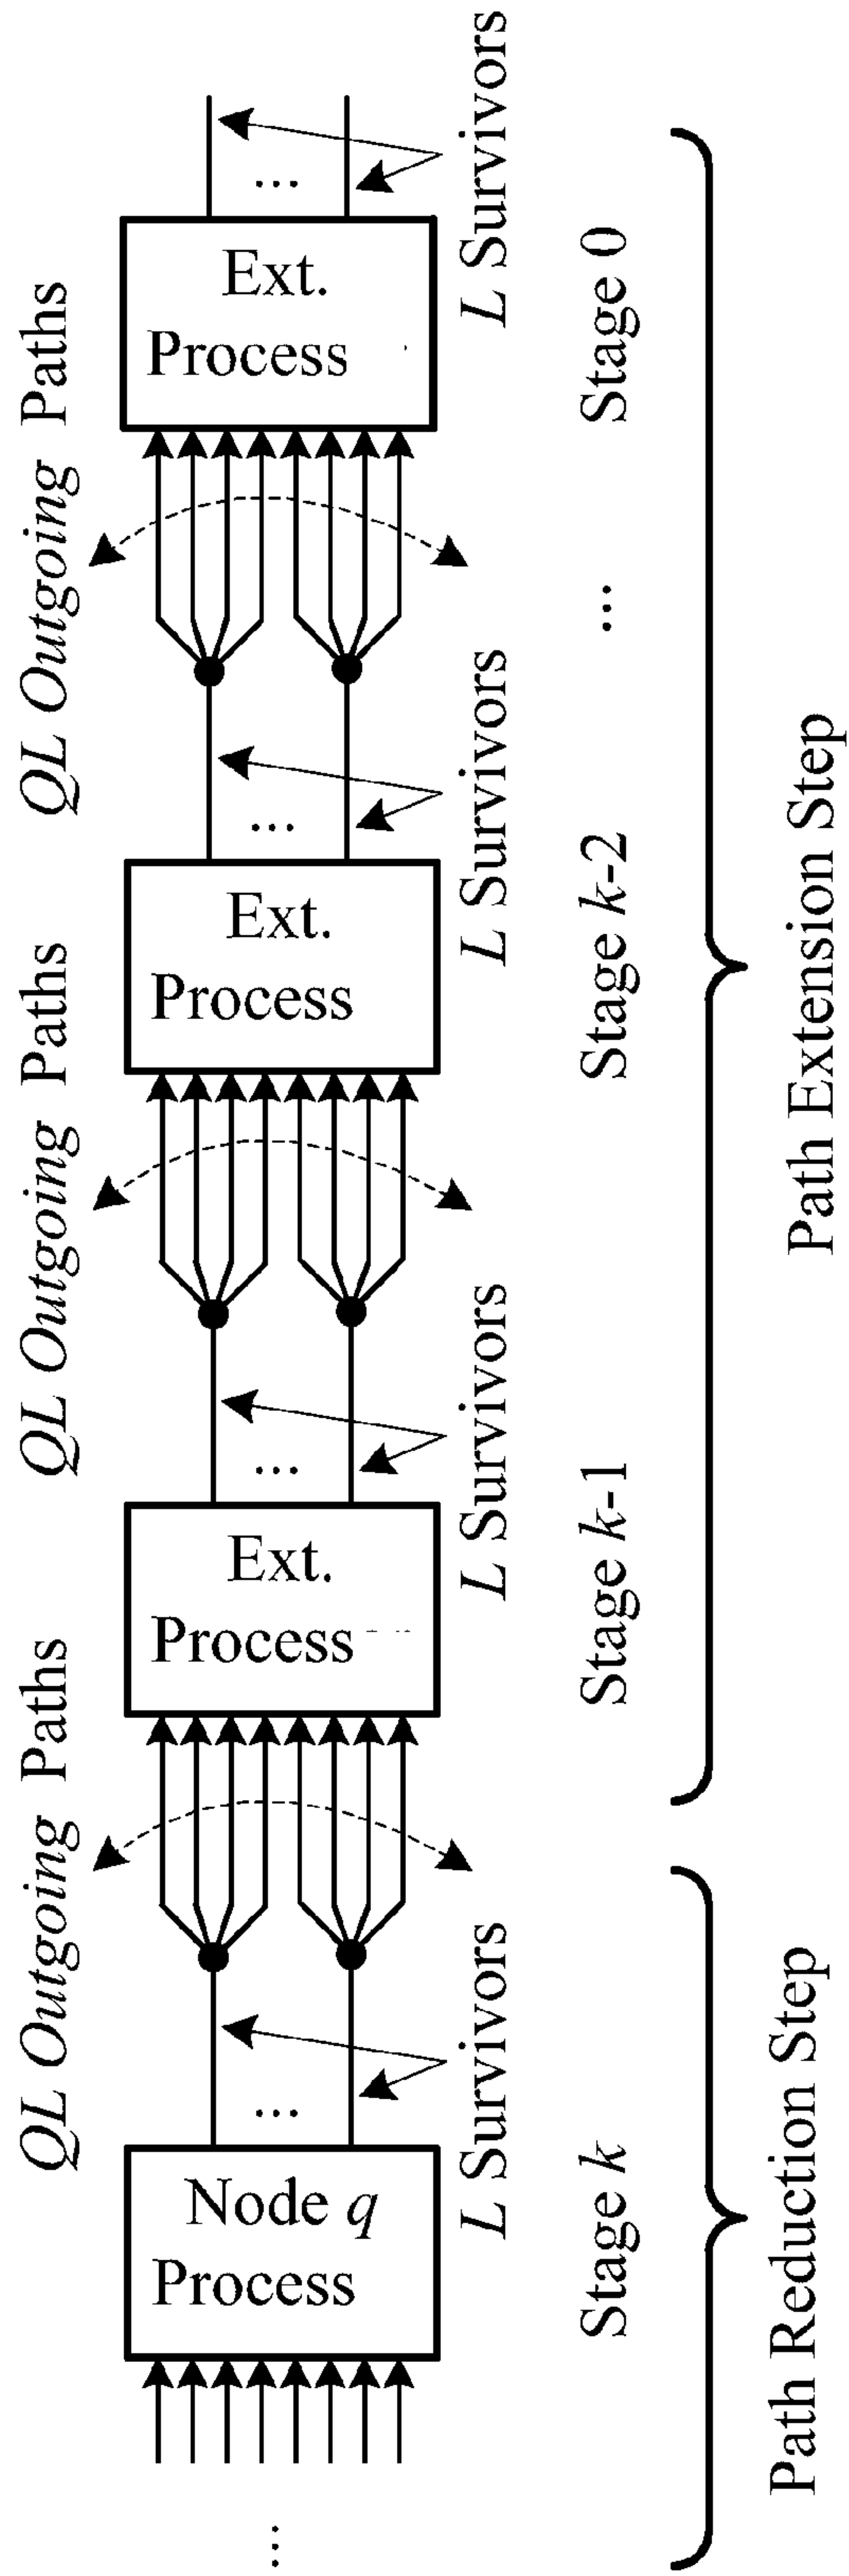 QL Outgoing Paths
QL Outgoing Paths
QL Outgoing Paths
...
Node q
Process
...
Ext.
Process
...
Ext.
Process
...
Ext.
Process
...
L Survivors
L Survivors
L Survivors
L Survivors
Stage k
Stage k-1
Stage k-2
...
Stage 0
Path Reduction Step
Path Extension Step